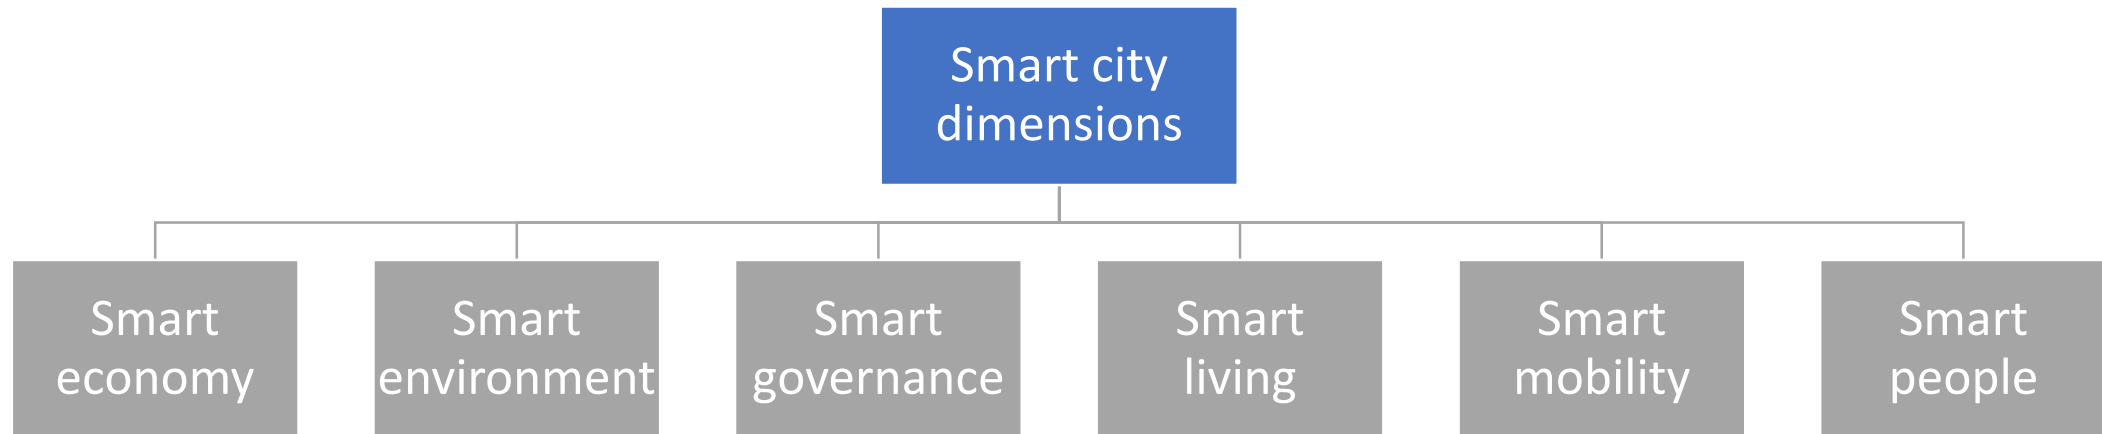 Smart city
dimensions
Smart
economy
Smart
environment
Smart
governance
Smart
living
Smart
mobility
Smart
people